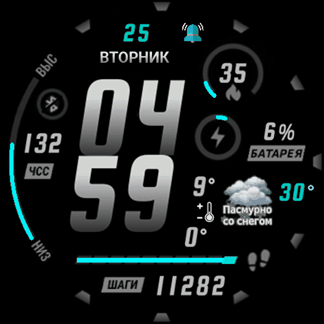 25
ВТОРНИК
ВЫС
35
04
59
132
ЧСС
6%
БАТАРЕЯ
9°
30°
Пасмурно
со снегом
+
-
0°
НИЗ
ШАГИ 11282